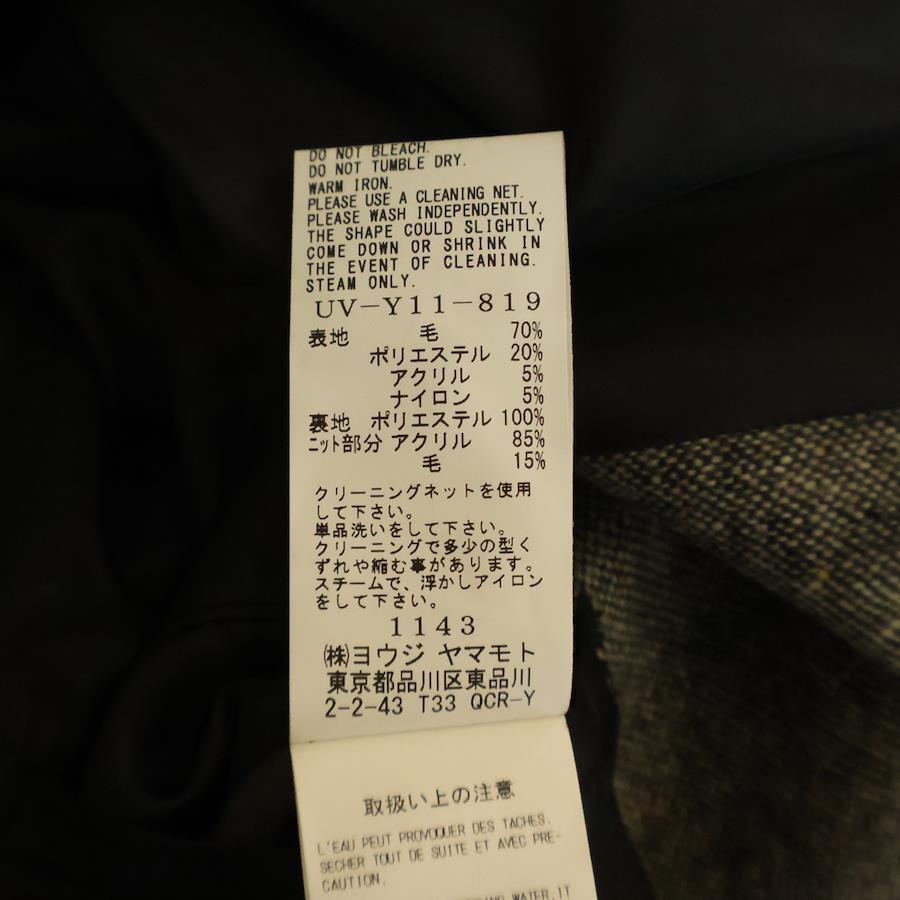 DO NOT BLEACH.
DO NOT TUMBLE DRY.
WARM IRON.
PLEASE USE A CLEANING NET.
PLEASE WASH INDEPENDENTLY.
THE SHAPE COULD SLIGHTLY
COME DOWN OR SHRINK IN
THE EVENT OF CLEANING.
STEAM ONLY.
UV-Y11-819
表地 毛 70%
ポリエステル 20%
アクリル 5%
ナイロン 5%
裏地 ポリエステル 100%
ニット部分 アクリル 85%
毛 15%
クリーニングネットを使用
して下さい。
単品洗いをして下さい。
クリーニングで多少の型く
ずれや縮む事があります。
スチームで、浮かしアイロン
をして下さい。
1143
㈱ヨウジ ヤマモト
東京都品川区東品川
2-2-43 T33 QCR-Y
取扱い上の注意
L'EAU PEUT PROVOQUER DES TACHES.
SECHER TOUT DE SUITE ET AVEC PRE-
CAUTION.
WATER, IT